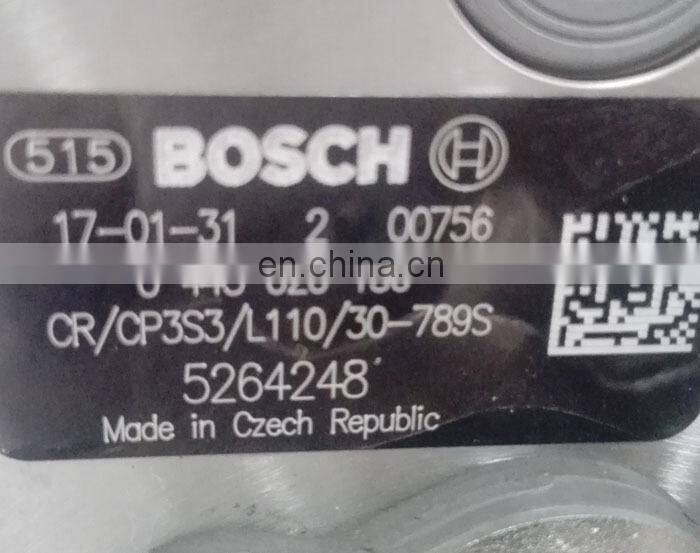 515 BOSCH
17-01-31 2 00756
en.china.cn
CR/CP3S3/L110/30-789S
5264248
Made in Czech Republic